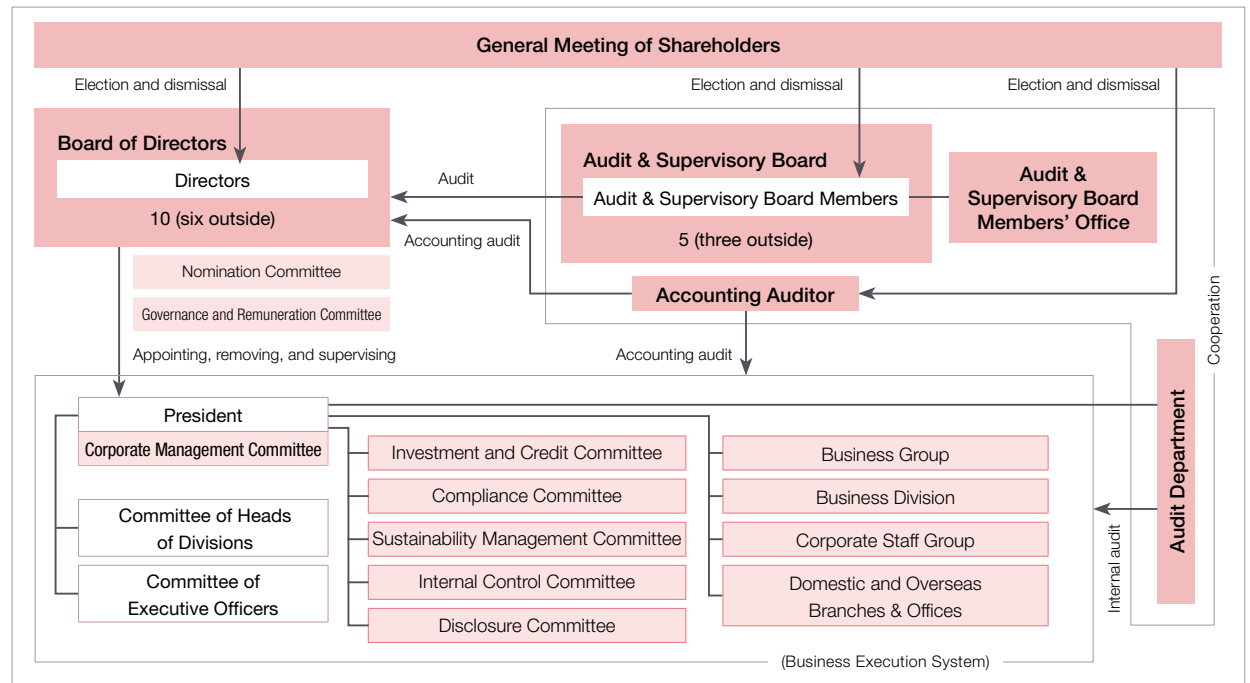 General Meeting of Shareholders
Election and dismissal
Election and dismissal
Election and dismissal
Board of Directors
Directors
10 (six outside)
Audit
Accounting audit
Audit & Supervisory Board
Audit & Supervisory Board Members
5 (three outside)
Audit &
Supervisory Board
Members’ Office
Accounting Auditor
Nomination Committee
Governance and Remuneration Committee
Appointing, removing, and supervising
Accounting audit
Cooperation
President
Corporate Management Committee
Committee of Heads
of Divisions
Committee of
Executive Officers
Investment and Credit Committee
Compliance Committee
Sustainability Management Committee
Internal Control Committee
Disclosure Committee
Business Group
Business Division
Corporate Staff Group
Domestic and Overseas
Branches & Offices
Internal audit
Audit Department
(Business Execution System)